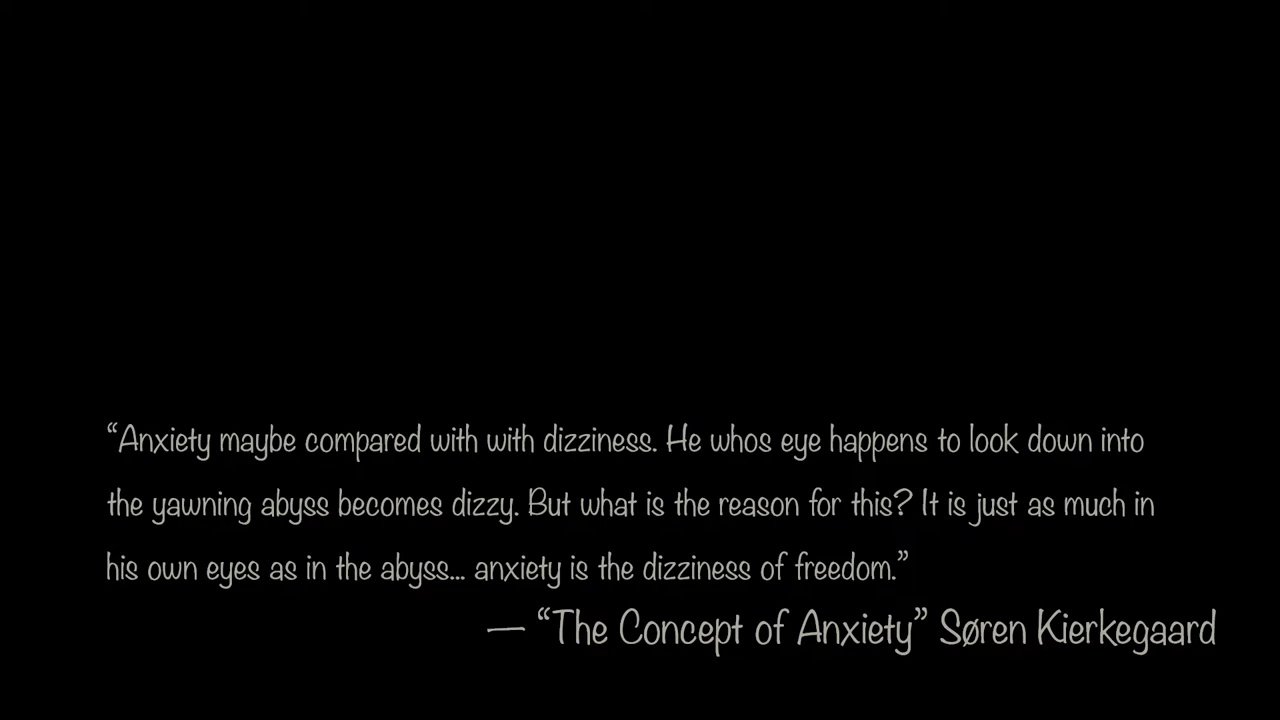 “Anxiety maybe compared with with dizziness. He whos eye happens to look down into
the yawning abyss becomes dizzy. But what is the reason for this? It is just as much in
his own eyes as in the abyss... anxiety is the dizziness of freedom.”
— “The Concept of Anxiety” Søren Kierkegaard